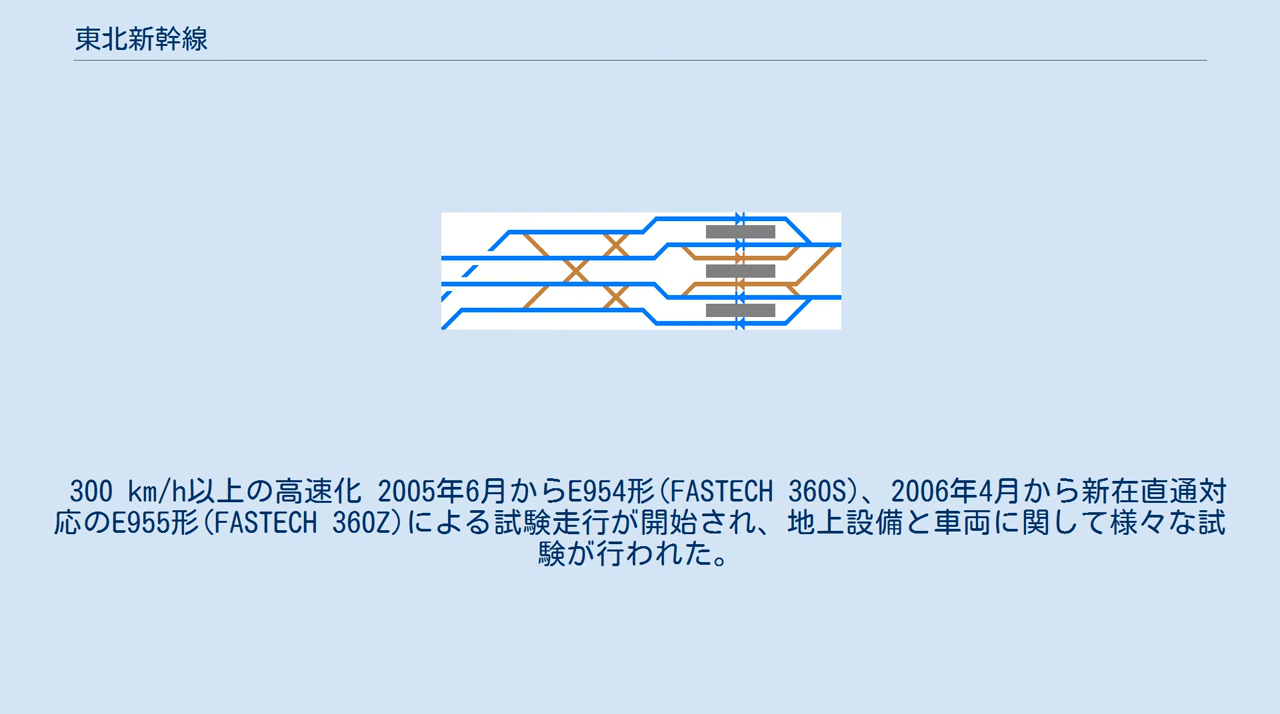 東北新幹線
300 km/h以上の高速化 2005年6月からE954形(FASTECH 360S)、2006年4月から新在直通対
応のE955形(FASTECH 360Z)による試験走行が開始され、地上設備と車両に関して様々な試
験が行われた。